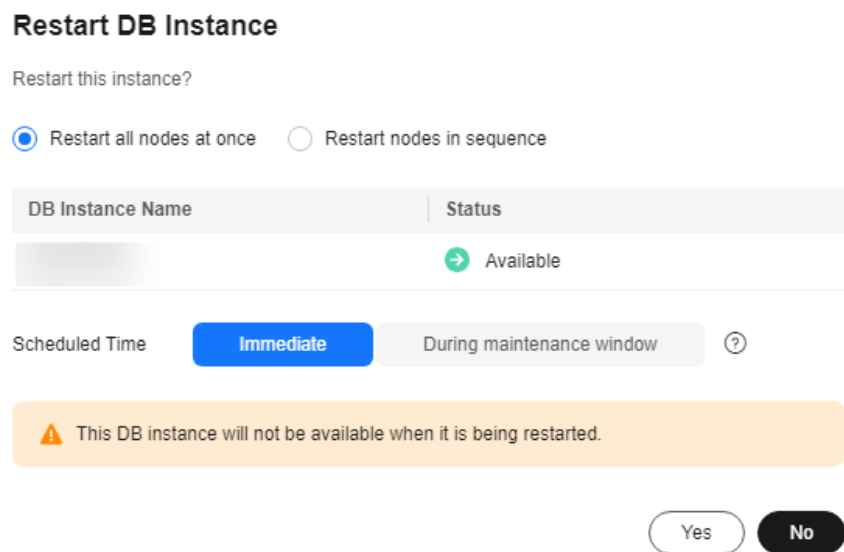 Restart DB Instance
Restart this instance?
Restart all nodes at once Restart nodes in sequence
DB Instance Name Status
Available
Scheduled Time Immediate During maintenance window ?
This DB instance will not be available when it is being restarted.
Yes No